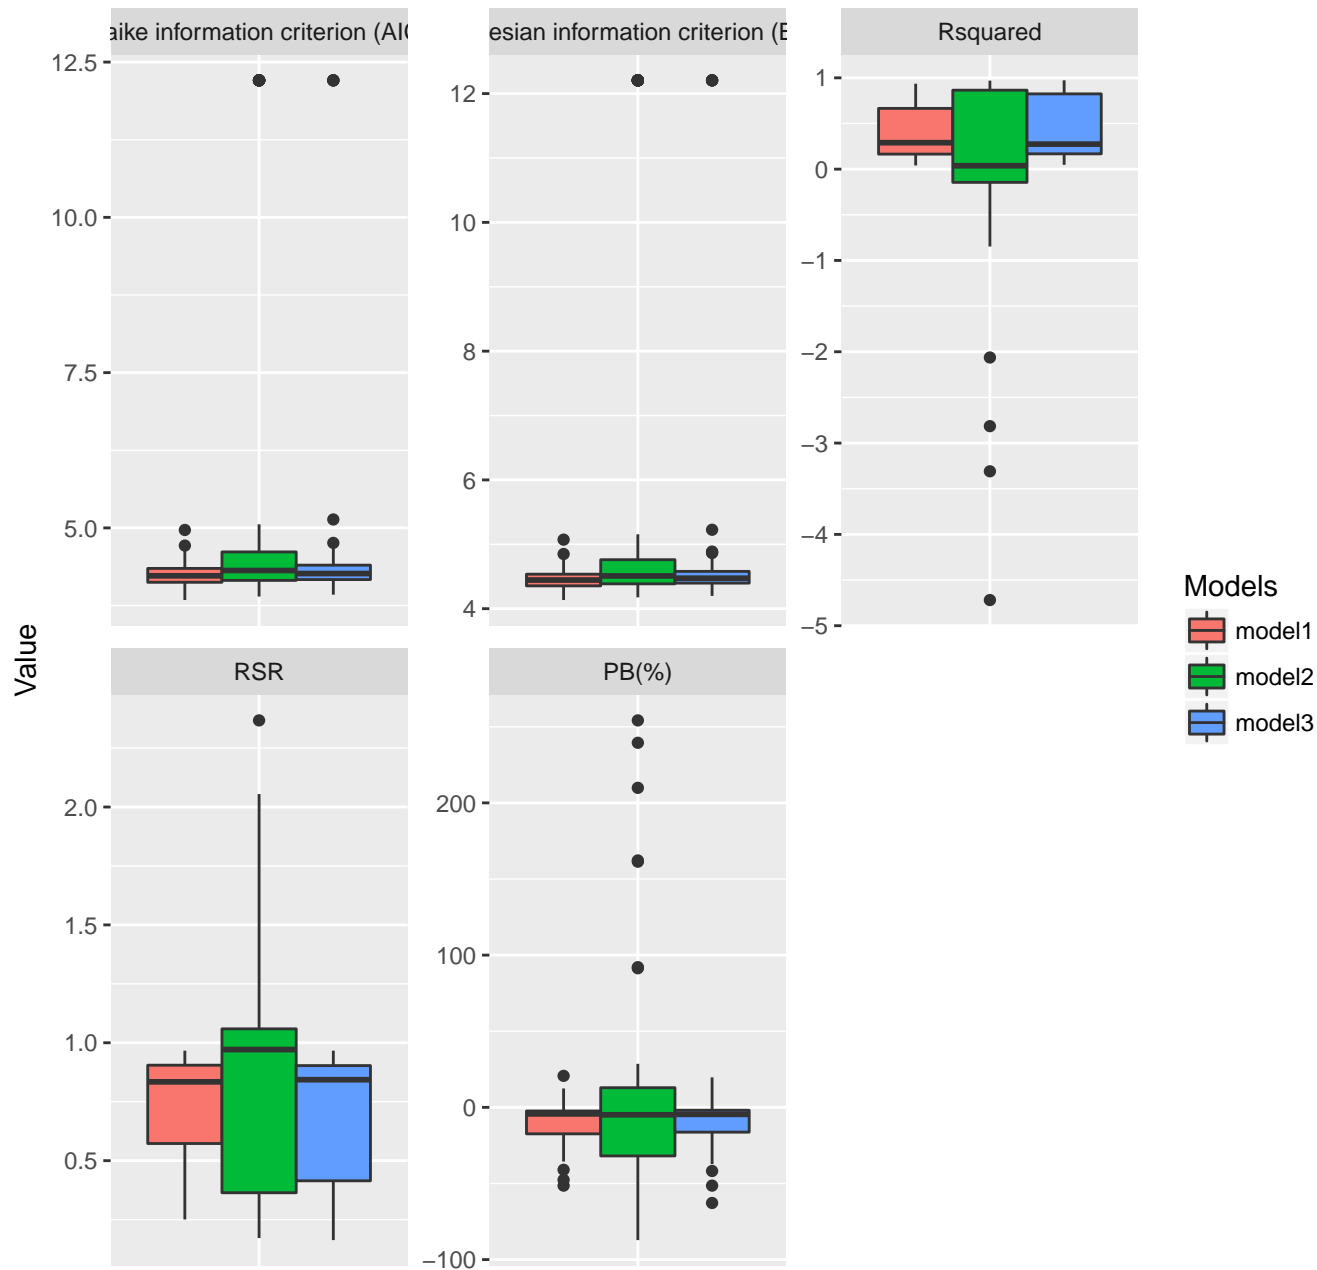 aike information criterion (AIC
esian information criterion (B
Rsquared
12.5
10.0
7.5
5.0
12
10
8
6
4
1
0
−1
−2
−3
−4
−5
Value
RSR
PB(%)
2.0
1.5
1.0
0.5
200
100
0
−100
Models
model1
model2
model3